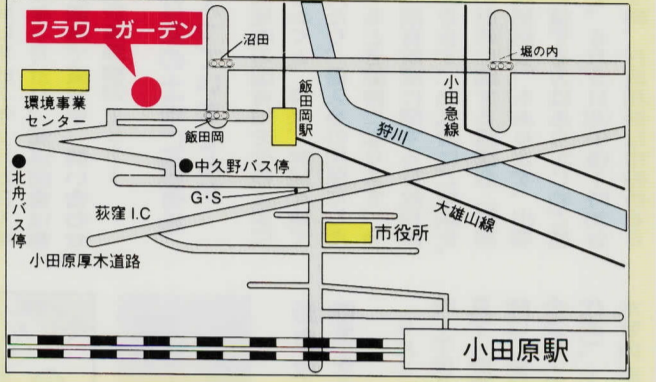 フラワーガーデン
沼田
堀の内
環境事業
センター
飯田岡
飯田岡駅
小田急線
狩川
北舟バス停
中久野バス停
G・S
荻窪 I.C
大雄山線
市役所
小田原厚木道路
小田原駅